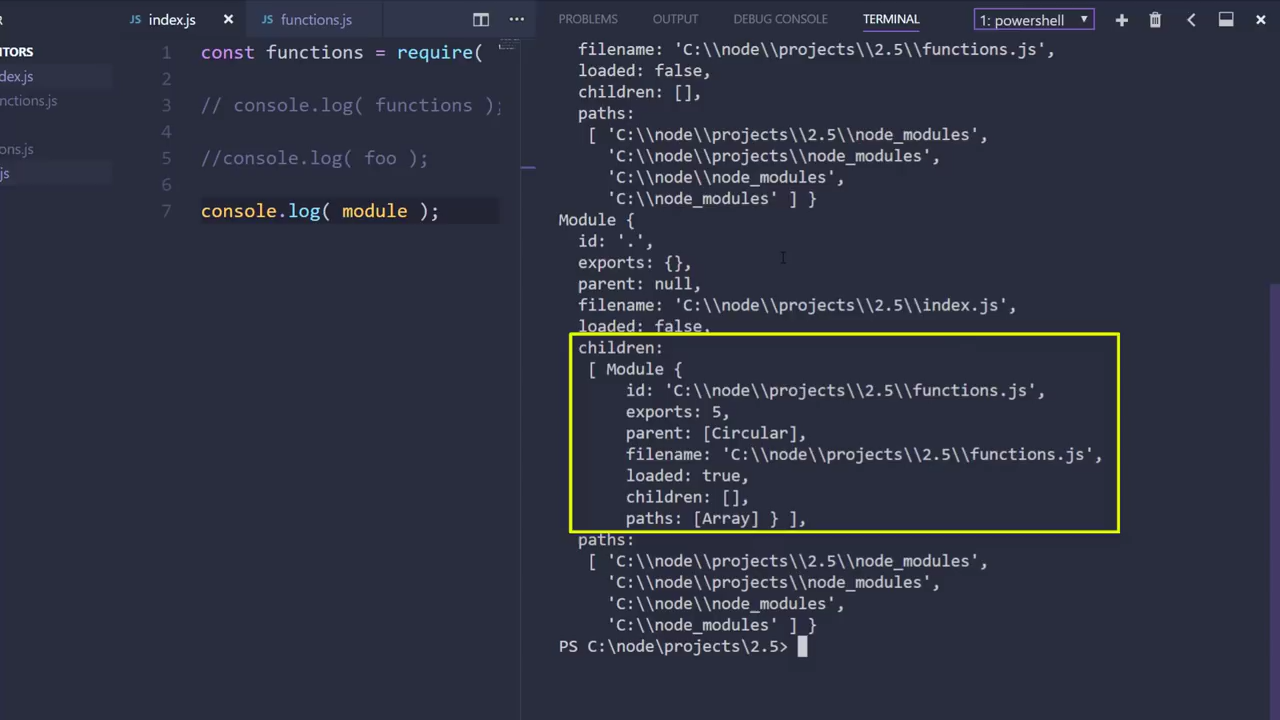 JS index.js × JS functions.js ···
PROBLEMS OUTPUT DEBUG CONSOLE TERMINAL 1: powershell
ITORS
ndex.js
nctions.js
ons.js
js
1 const functions = require(
2
3 // console.log( functions );
4
5 //console.log( foo );
6
7 console.log( module );
filename: 'C:\\node\\projects\\2.5\\functions.js',
loaded: false,
children: [],
paths:
[ 'C:\\node\\projects\\2.5\\node_modules',
'C:\\node\\projects\\node_modules',
'C:\\node\\node_modules',
'C:\\node_modules' ] }
Module {
id: '.',
exports: {},
parent: null,
filename: 'C:\\node\\projects\\2.5\\index.js',
loaded: false,
children:
[ Module {
id: 'C:\\node\\projects\\2.5\\functions.js',
exports: 5,
parent: [Circular],
filename: 'C:\\node\\projects\\2.5\\functions.js',
loaded: true,
children: [],
paths: [Array] } ],
paths:
[ 'C:\\node\\projects\\2.5\\node_modules',
'C:\\node\\projects\\node_modules',
'C:\\node\\node_modules',
'C:\\node_modules' ] }
PS C:\node\projects\2.5>